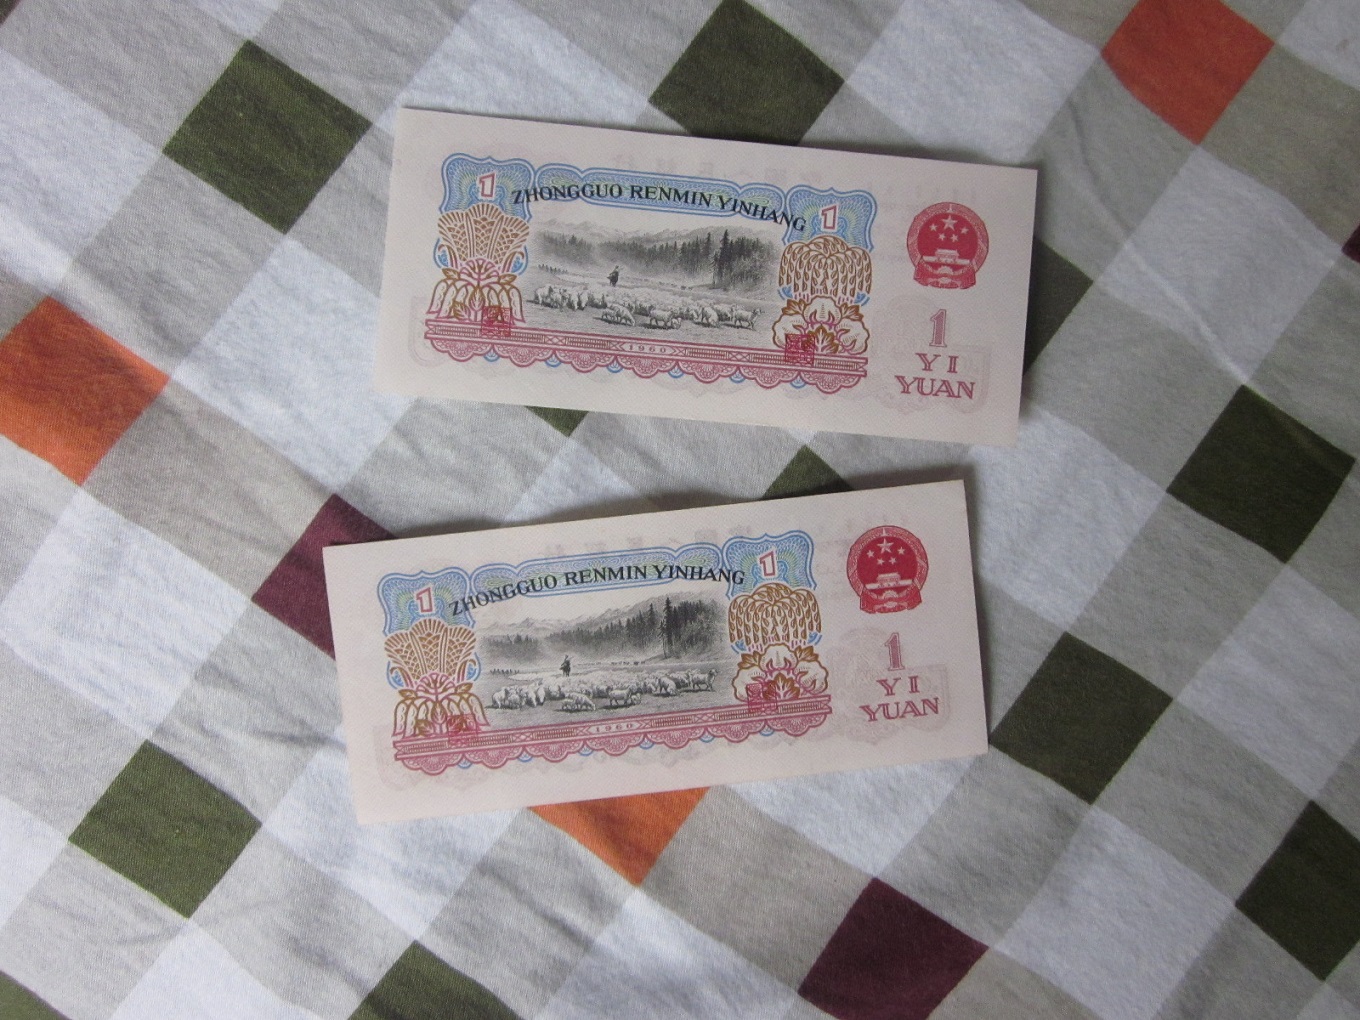 1 ZHONGGUO RENMIN YINHANG 1
1960
1
YI
YUAN
1 ZHONGGUO RENMIN YINHANG 1
1960
1
YI
YUAN